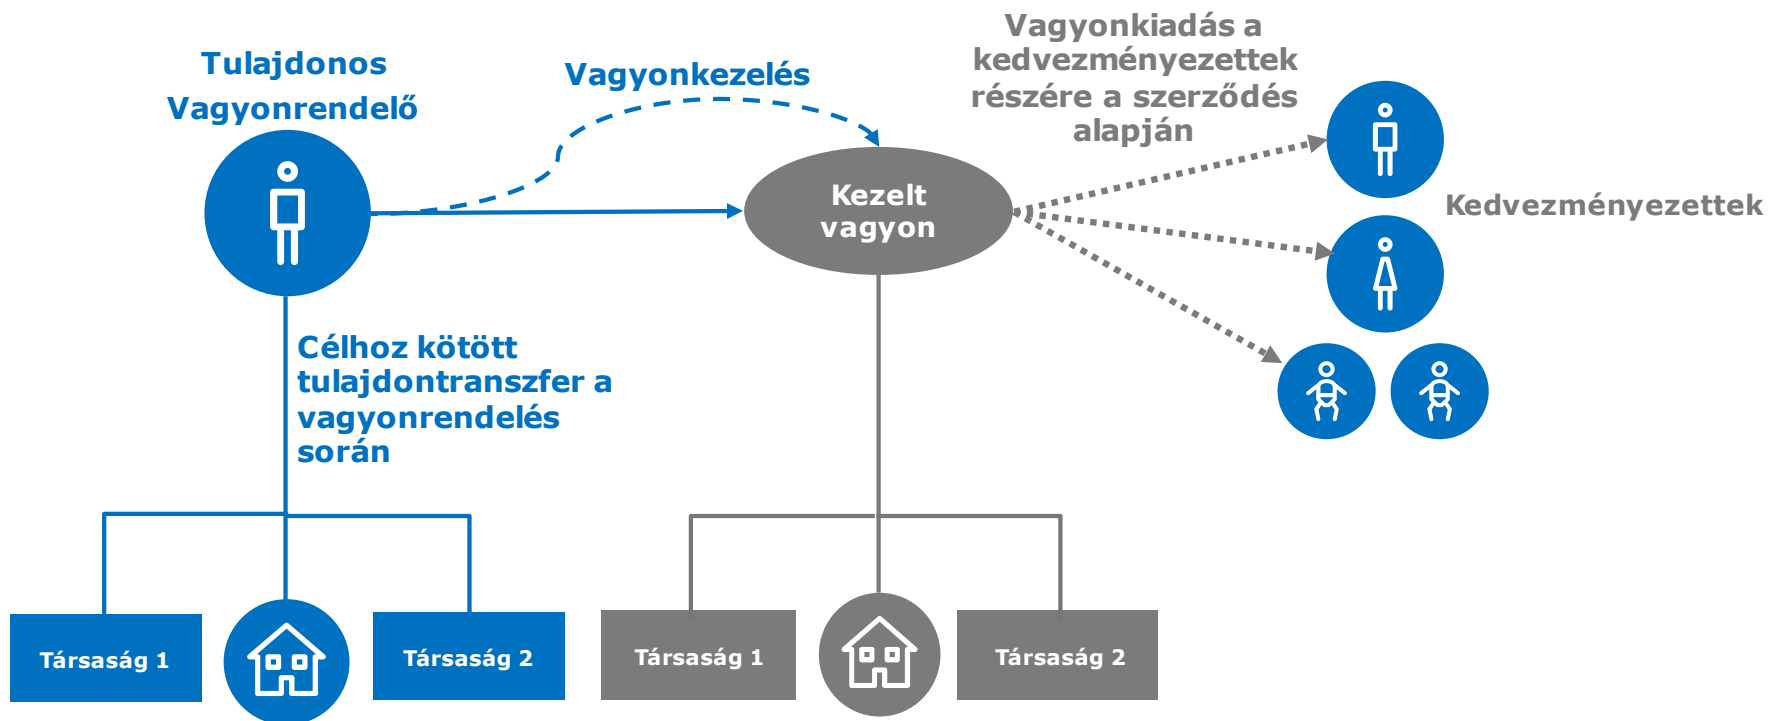 Tulajdonos
Vagyonrendelő
Vagyonkezelés
Vagyonkiadás a
kedvezményezettek
részére a szerződés
alapján
Kezelt
vagyon
Kedvezményezettek
Célhoz kötött
tulajdontranszfer a
vagyonrendelés
során
Társaság 1
Társaság 2
Társaság 1
Társaság 2